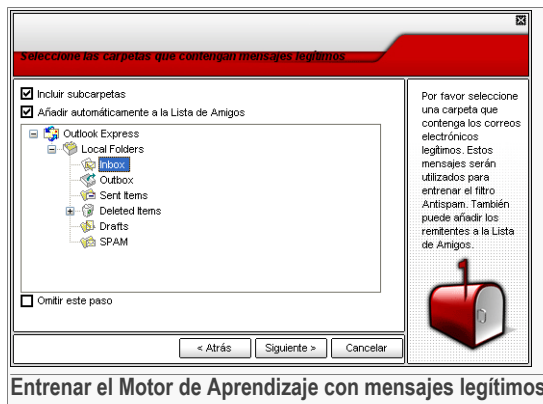 Seleccione las carpetas que contengan mensajes legítimos
Incluir subcarpetas
Añadir automáticamente a la Lista de Amigos
Outlook Express
Local Folders
Inbox
Outbox
Sent Items
Deleted Items
Drafts
SPAM
Omitir este paso
< Atrás
Siguiente >
Cancelar
Por favor seleccione
una carpeta que
contenga los correos
electrónicos
legítimos. Estos
mensajes serán
utilizados para
entrenar el filtro
Antispam. También
puede añadir los
remitentes a la Lista
de Amigos.
Entrenar el Motor de Aprendizaje con mensajes legítimos